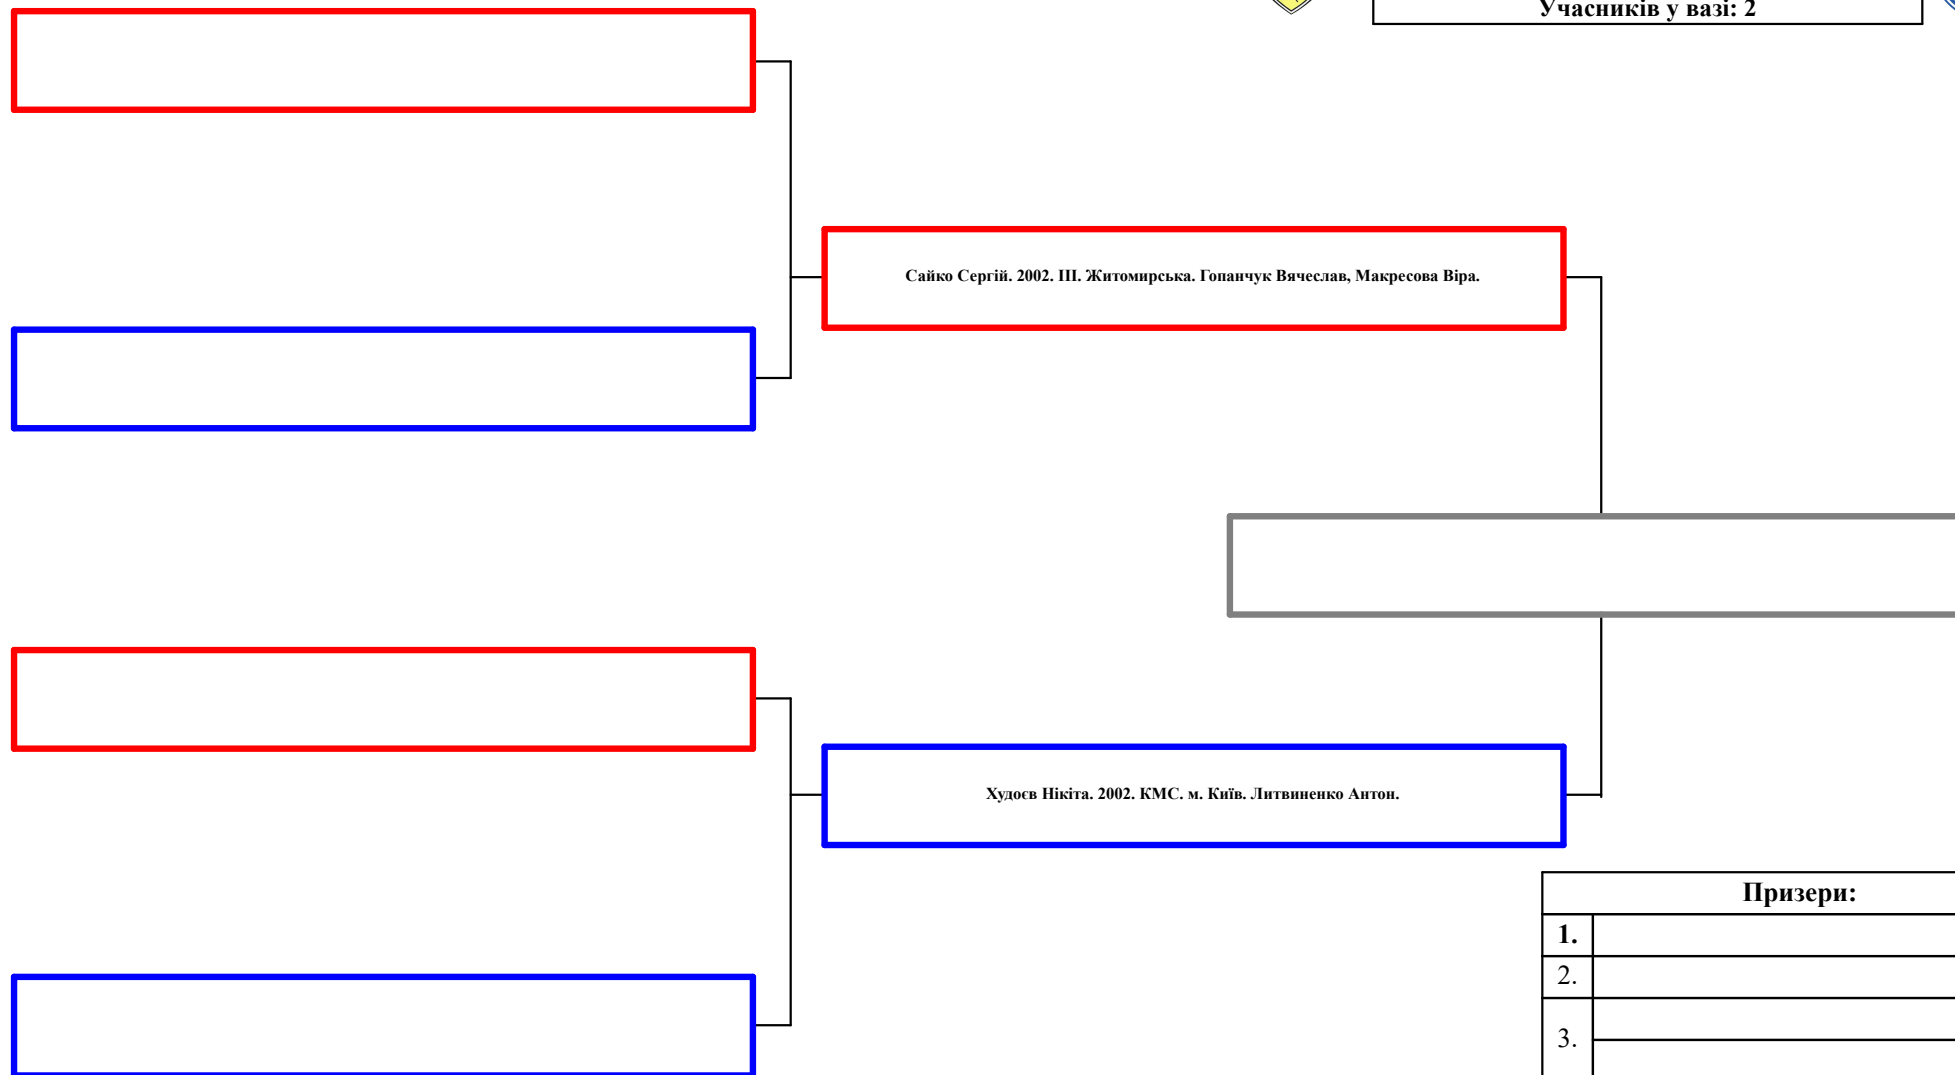 Учасників у вазі: 2
Сайко Сергій. 2002. III. Житомирська. Гопанчук Вячеслав, Макресова Віра.
Худоєв Нікіта. 2002. КМС. м. Київ. Литвиненко Антон.
Призери:
1.
2.
3.